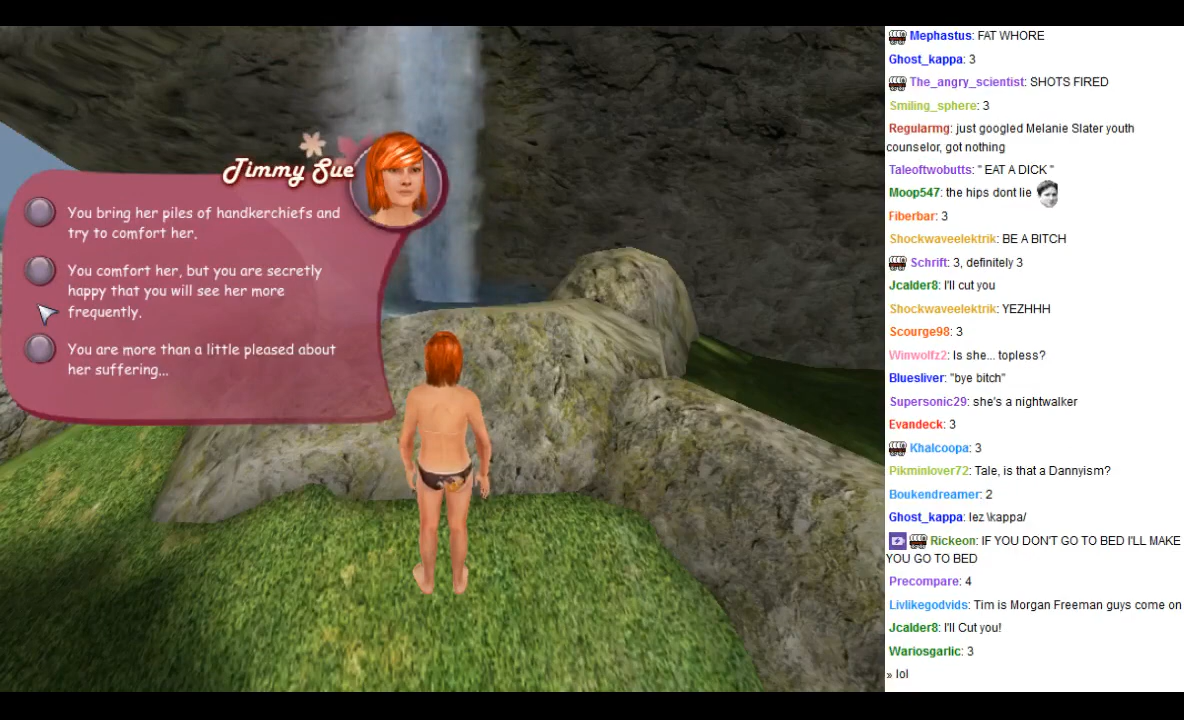 Jimmy Sue
You bring her piles of handkerchiefs and
try to comfort her.
You comfort her, but you are secretly
happy that you will see her more
frequently.
You are more than a little pleased about
her suffering...
Mephastus: FAT WHORE
Ghost_kappa: 3
The_angry_scientist: SHOTS FIRED
Smiling_sphere: 3
Regularmg: just googled Melanie Slater youth
counselor, got nothing
Taleoftwobutts: " EAT A DICK "
Moop547: the hips dont lie
Fiberbar: 3
Shockwaveelektrik: BE A BITCH
Schrift: 3, definitely 3
Jcalder8: I'll cut you
Shockwaveelektrik: YEZHHH
Scourge98: 3
Winwolfz2: Is she... topless?
Bluesliver: "bye bitch"
Supersonic29: she's a nightwalker
Evandeck: 3
Khalcoopa: 3
Pikminlover72: Tale, is that a Dannyism?
Boukendreamer: 2
Ghost_kappa: lez \kappa/
Rickeon: IF YOU DON'T GO TO BED I'LL MAKE
YOU GO TO BED
Precompare: 4
Livlikegodvids: Tim is Morgan Freeman guys come on
Jcalder8: I'll Cut you!
Wariosgarlic: 3
» lol